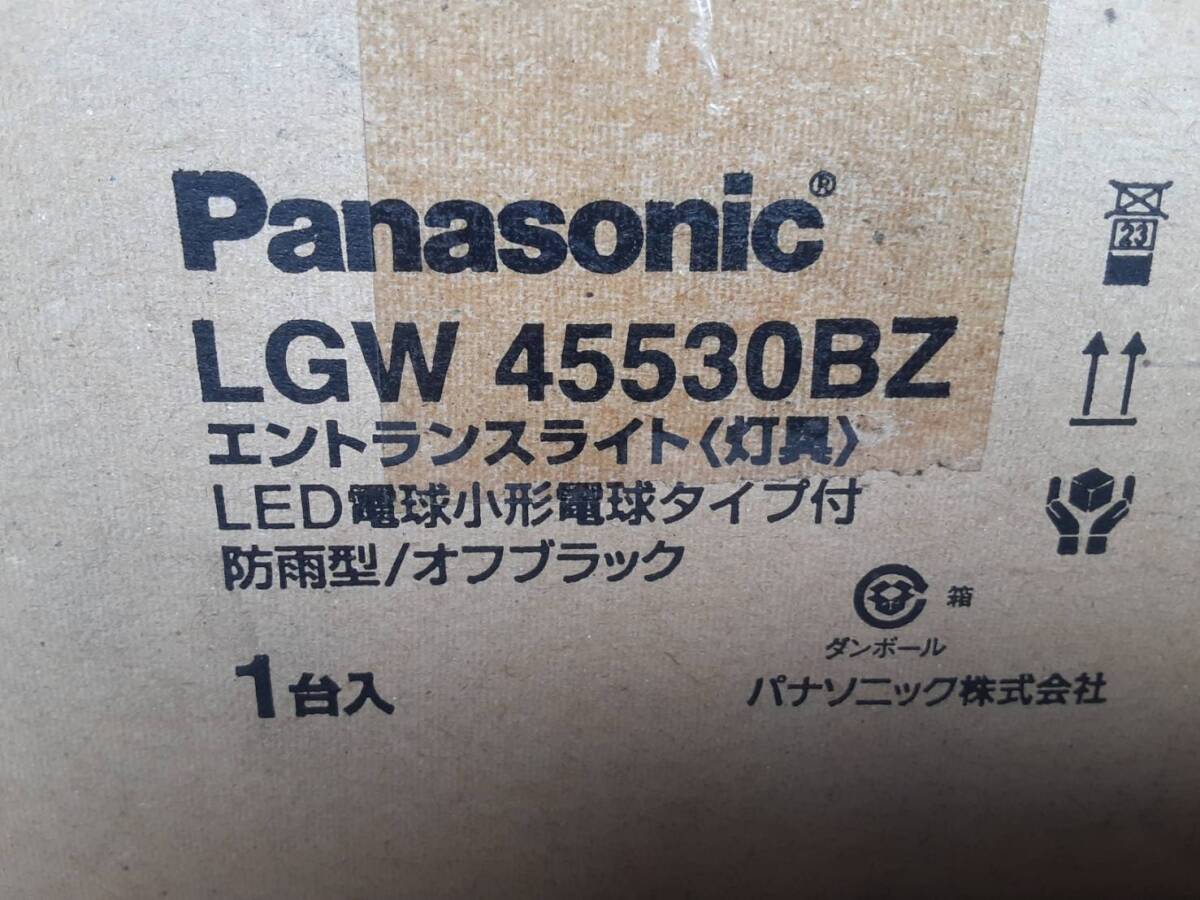 Panasonic®
LGW 45530BZ
エントランスライト〈灯具〉
LED電球小形電球タイプ付
防雨型/オフブラック
1台入
23
箱
ダンボール
パナソニック株式会社